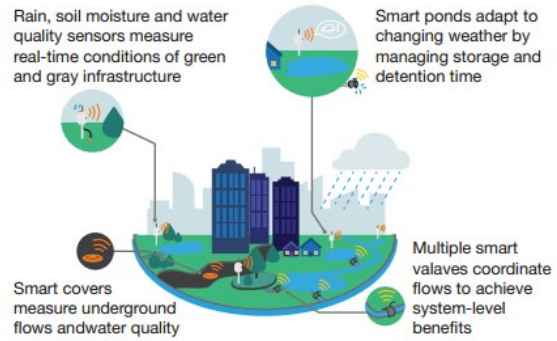 Rain, soil moisture and water
quality sensors measure
real-time conditions of green
and gray infrastructure
Smart ponds adapt to
changing weather by
managing storage and
detention time
Smart covers
measure underground
flows andwater quality
Multiple smart
valaves coordinate
flows to achieve
system-level
benefits